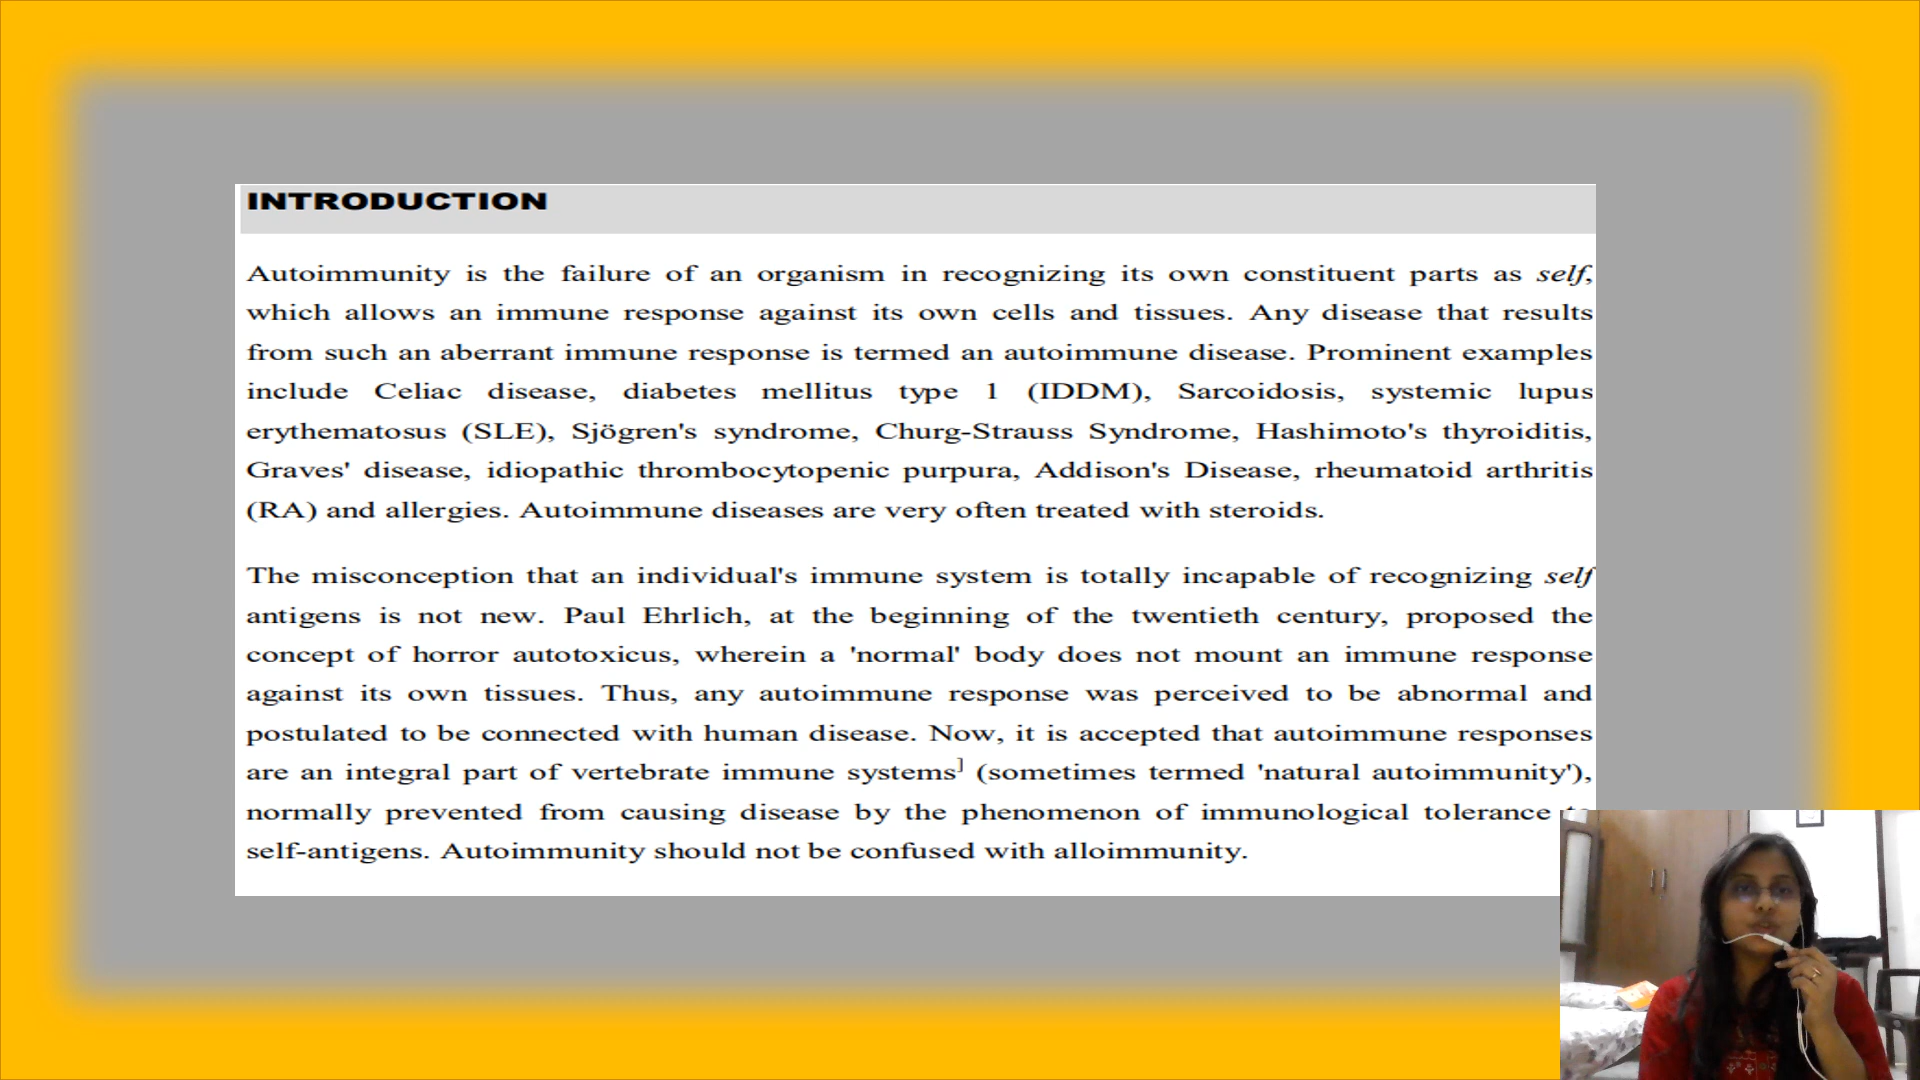 INTRODUCTION
Autoimmunity is the failure of an organism in recognizing its own constituent parts as self,
which allows an immune response against its own cells and tissues. Any disease that results
from such an aberrant immune response is termed an autoimmune disease. Prominent examples
include Celiac disease, diabetes mellitus type 1 (IDDM), Sarcoidosis, systemic lupus
erythematosus (SLE), Sjögren's syndrome, Churg-Strauss Syndrome, Hashimoto's thyroiditis,
Graves' disease, idiopathic thrombocytopenic purpura, Addison's Disease, rheumatoid arthritis
(RA) and allergies. Autoimmune diseases are very often treated with steroids.
The misconception that an individual's immune system is totally incapable of recognizing self
antigens is not new. Paul Ehrlich, at the beginning of the twentieth century, proposed the
concept of horror autotoxicus, wherein a 'normal' body does not mount an immune response
against its own tissues. Thus, any autoimmune response was perceived to be abnormal and
postulated to be connected with human disease. Now, it is accepted that autoimmune responses
are an integral part of vertebrate immune systems] (sometimes termed 'natural autoimmunity'),
normally prevented from causing disease by the phenomenon of immunological tolerance
self-antigens. Autoimmunity should not be confused with alloimmunity.